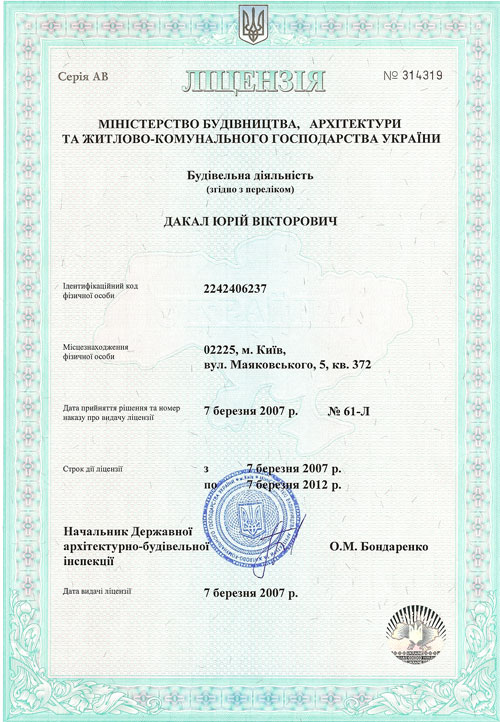 Серія АВ
ЛІЦЕНЗІЯ
№ 314319
МІНІСТЕРСТВО БУДІВНИЦТВА, АРХІТЕКТУРИ
ТА ЖИТЛОВО-КОМУНАЛЬНОГО ГОСПОДАРСТВА УКРАЇНИ
Будівельна діяльність
(згідно з переліком)
ДАКАЛ ЮРІЙ ВІКТОРОВИЧ
Ідентифікаційний код
фізичної особи
2242406237
Місцезнаходження
фізичної особи
02225, м. Київ,
вул. Маяковського, 5, кв. 372
Дата прийняття рішення та номер
наказу про видачу ліцензії
7 березня 2007 р. № 61-Л
Строк дії ліцензії
з 7 березня 2007 р.
по 7 березня 2012 р.
Начальник Державної
архітектурно-будівельної
інспекції
О.М. Бондаренко
Дата видачі ліцензії
7 березня 2007 р.